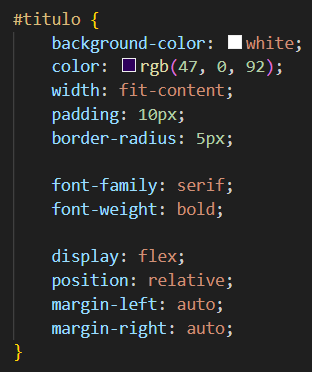 #titulo {
    background-color: white;
    color: rgb(47, 0, 92);
    width: fit-content;
    padding: 10px;
    border-radius: 5px;

    font-family: serif;
    font-weight: bold;

    display: flex;
    position: relative;
    margin-left: auto;
    margin-right: auto;
}